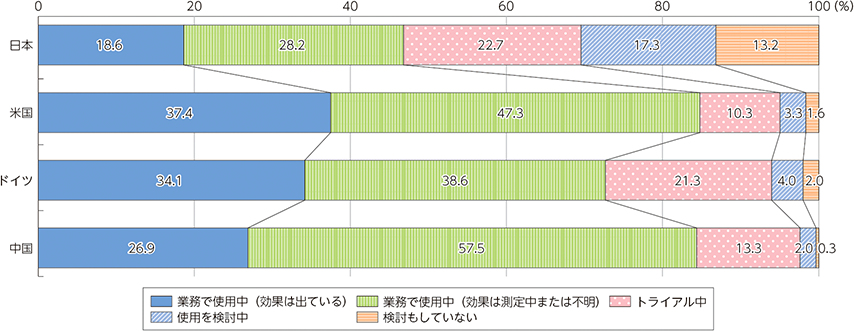 0 20 40 60 80 100 (%)
日本 18.6 28.2 22.7 17.3 13.2
米国 37.4 47.3 10.3 3.3 1.6
ドイツ 34.1 38.6 21.3 4.0 2.0
中国 26.9 57.5 13.3 2.0 0.3
業務で使用中（効果は出ている） 業務で使用中（効果は測定中または不明） トライアル中
使用を検討中 検討もしていない